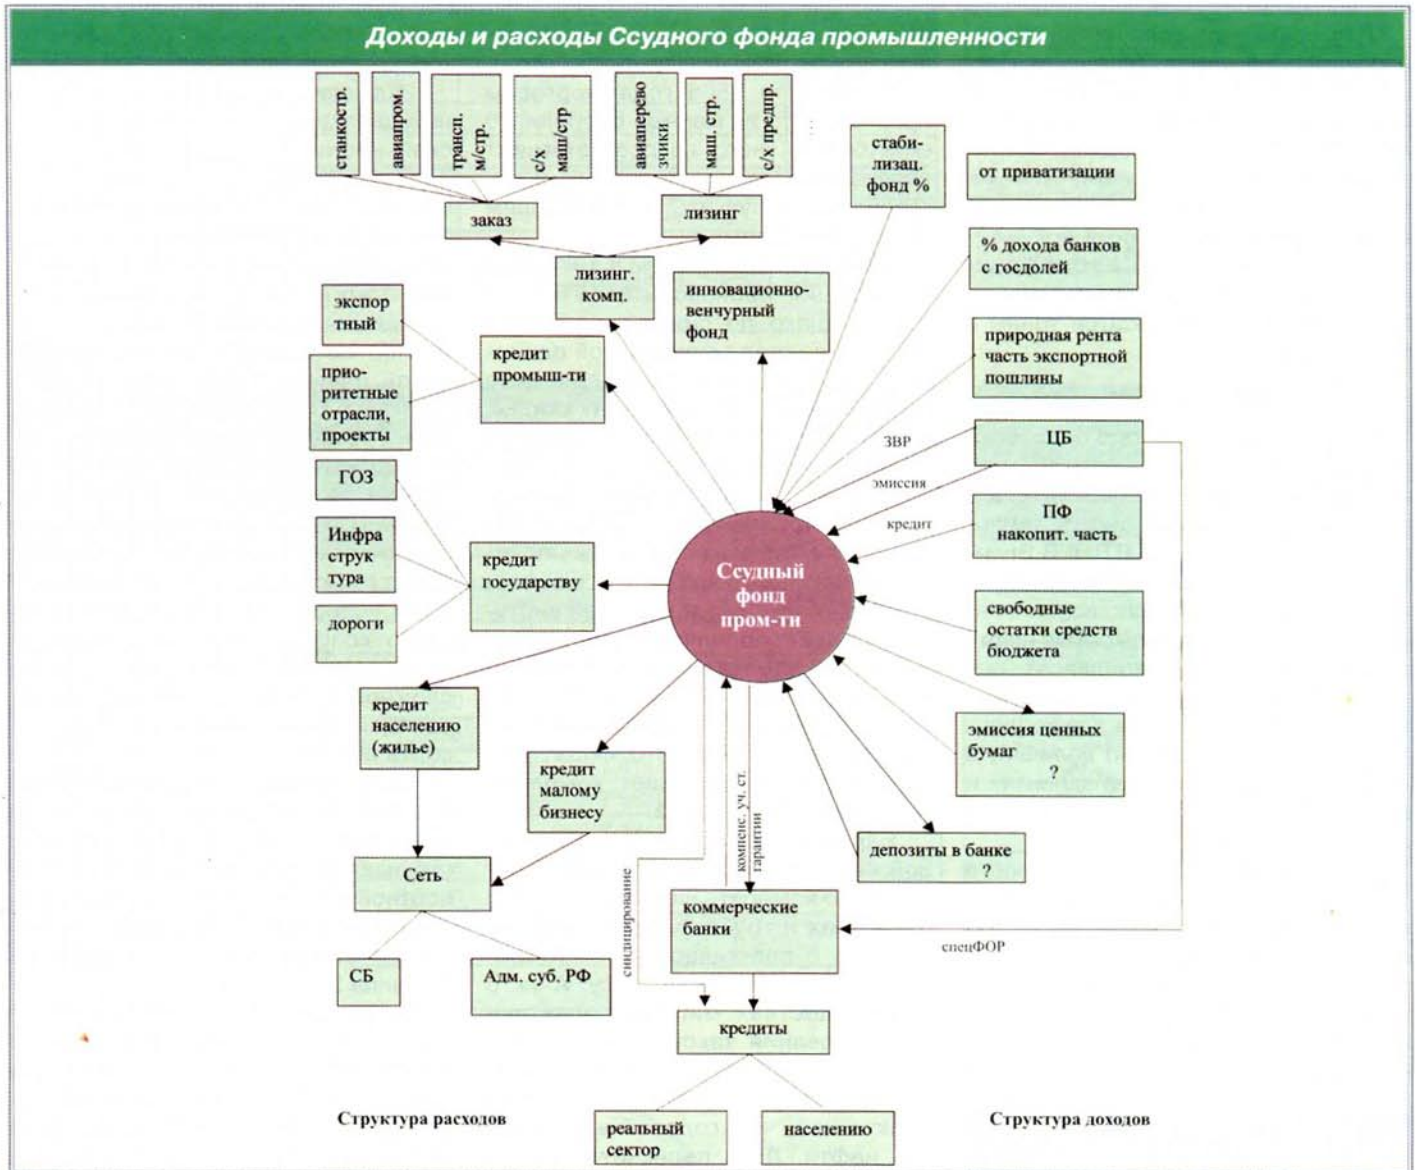 Доходы и расходы Ссудного фонда промышленности
станкостр.
авиапром.
трансп.
м/стр.
с/х
маш/стр
авиаперево
зчики
маш. стр.
с/х предпр.
заказ
лизинг
лизинг.
комп.
инновационно-
венчурный
фонд
стаби-
лизац.
фонд %
от приватизации
% дохода банков
с госдолей
природная рента
часть экспортной
пошлины
экспор
тный
прио-
ритетные
отрасли,
проекты
кредит
промыш-ти
ЗВР
ЦБ
эмиссия
кредит
ПФ
накопит. часть
ГОЗ
Инфра
струк
тура
дороги
кредит
государству
Ссудный
фонд
пром-ти
свободные
остатки средств
бюджета
эмиссия ценных
бумаг
?
кредит
населению
(жилье)
кредит
малому
бизнесу
депозиты в банке
?
компенс. уч. ст.
гарантии
синдицирование
Сеть
СБ
Адм. суб. РФ
коммерческие
банки
спецФОР
кредиты
реальный
сектор
населению
Структура расходов
Структура доходов